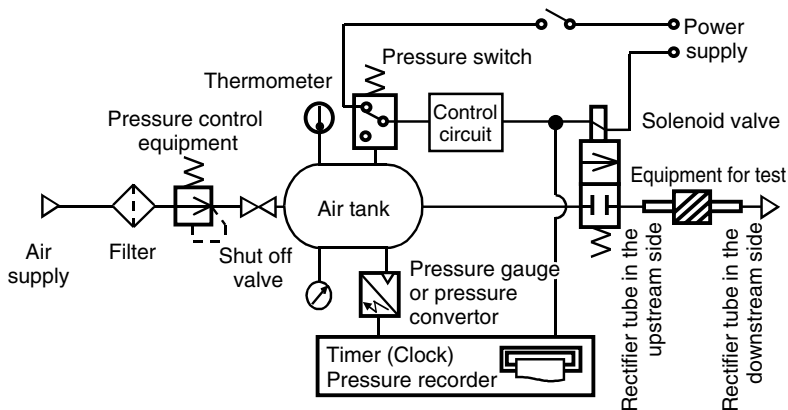 Power
supply
Pressure switch
Thermometer
Pressure control
equipment
Control
circuit
Solenoid valve
Equipment for test
Air tank
Air
supply
Filter
Shut off
valve
Pressure gauge
or pressure
convertor
Timer (Clock)
Pressure recorder
Rectifier tube in the
upstream side
Rectifier tube in the
downstream side